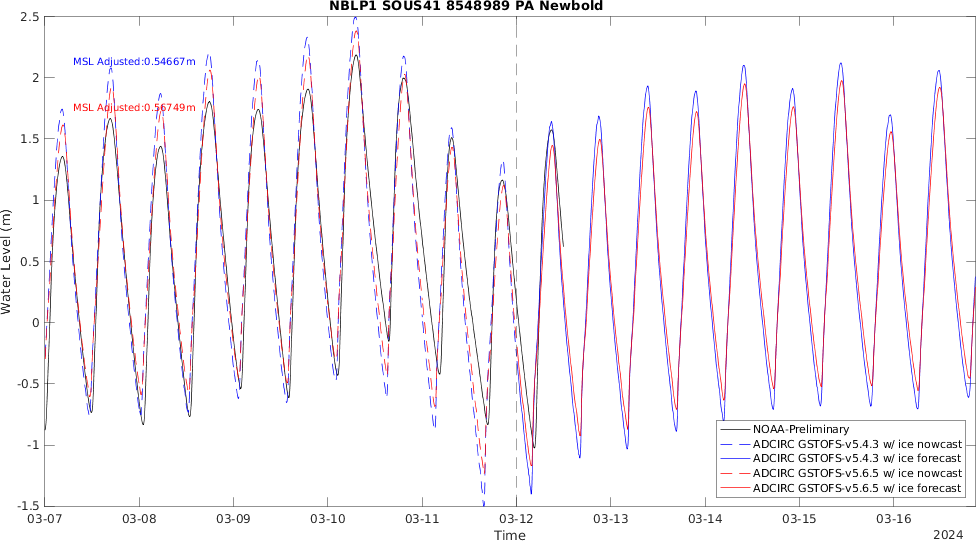 NBLP1 SOUS41 8548989 PA Newbold
2.5
2
1.5
1
0.5
0
-0.5
-1
-1.5
Water Level (m)
MSL Adjusted:0.54667m
MSL Adjusted:0.56749m
NOAA-Preliminary
ADCIRC GSTOFS-v5.4.3 w/ ice nowcast
ADCIRC GSTOFS-v5.4.3 w/ ice forecast
ADCIRC GSTOFS-v5.6.5 w/ ice nowcast
ADCIRC GSTOFS-v5.6.5 w/ ice forecast
03-07 03-08 03-09 03-10 03-11 03-12 03-13 03-14 03-15 03-16
Time
2024